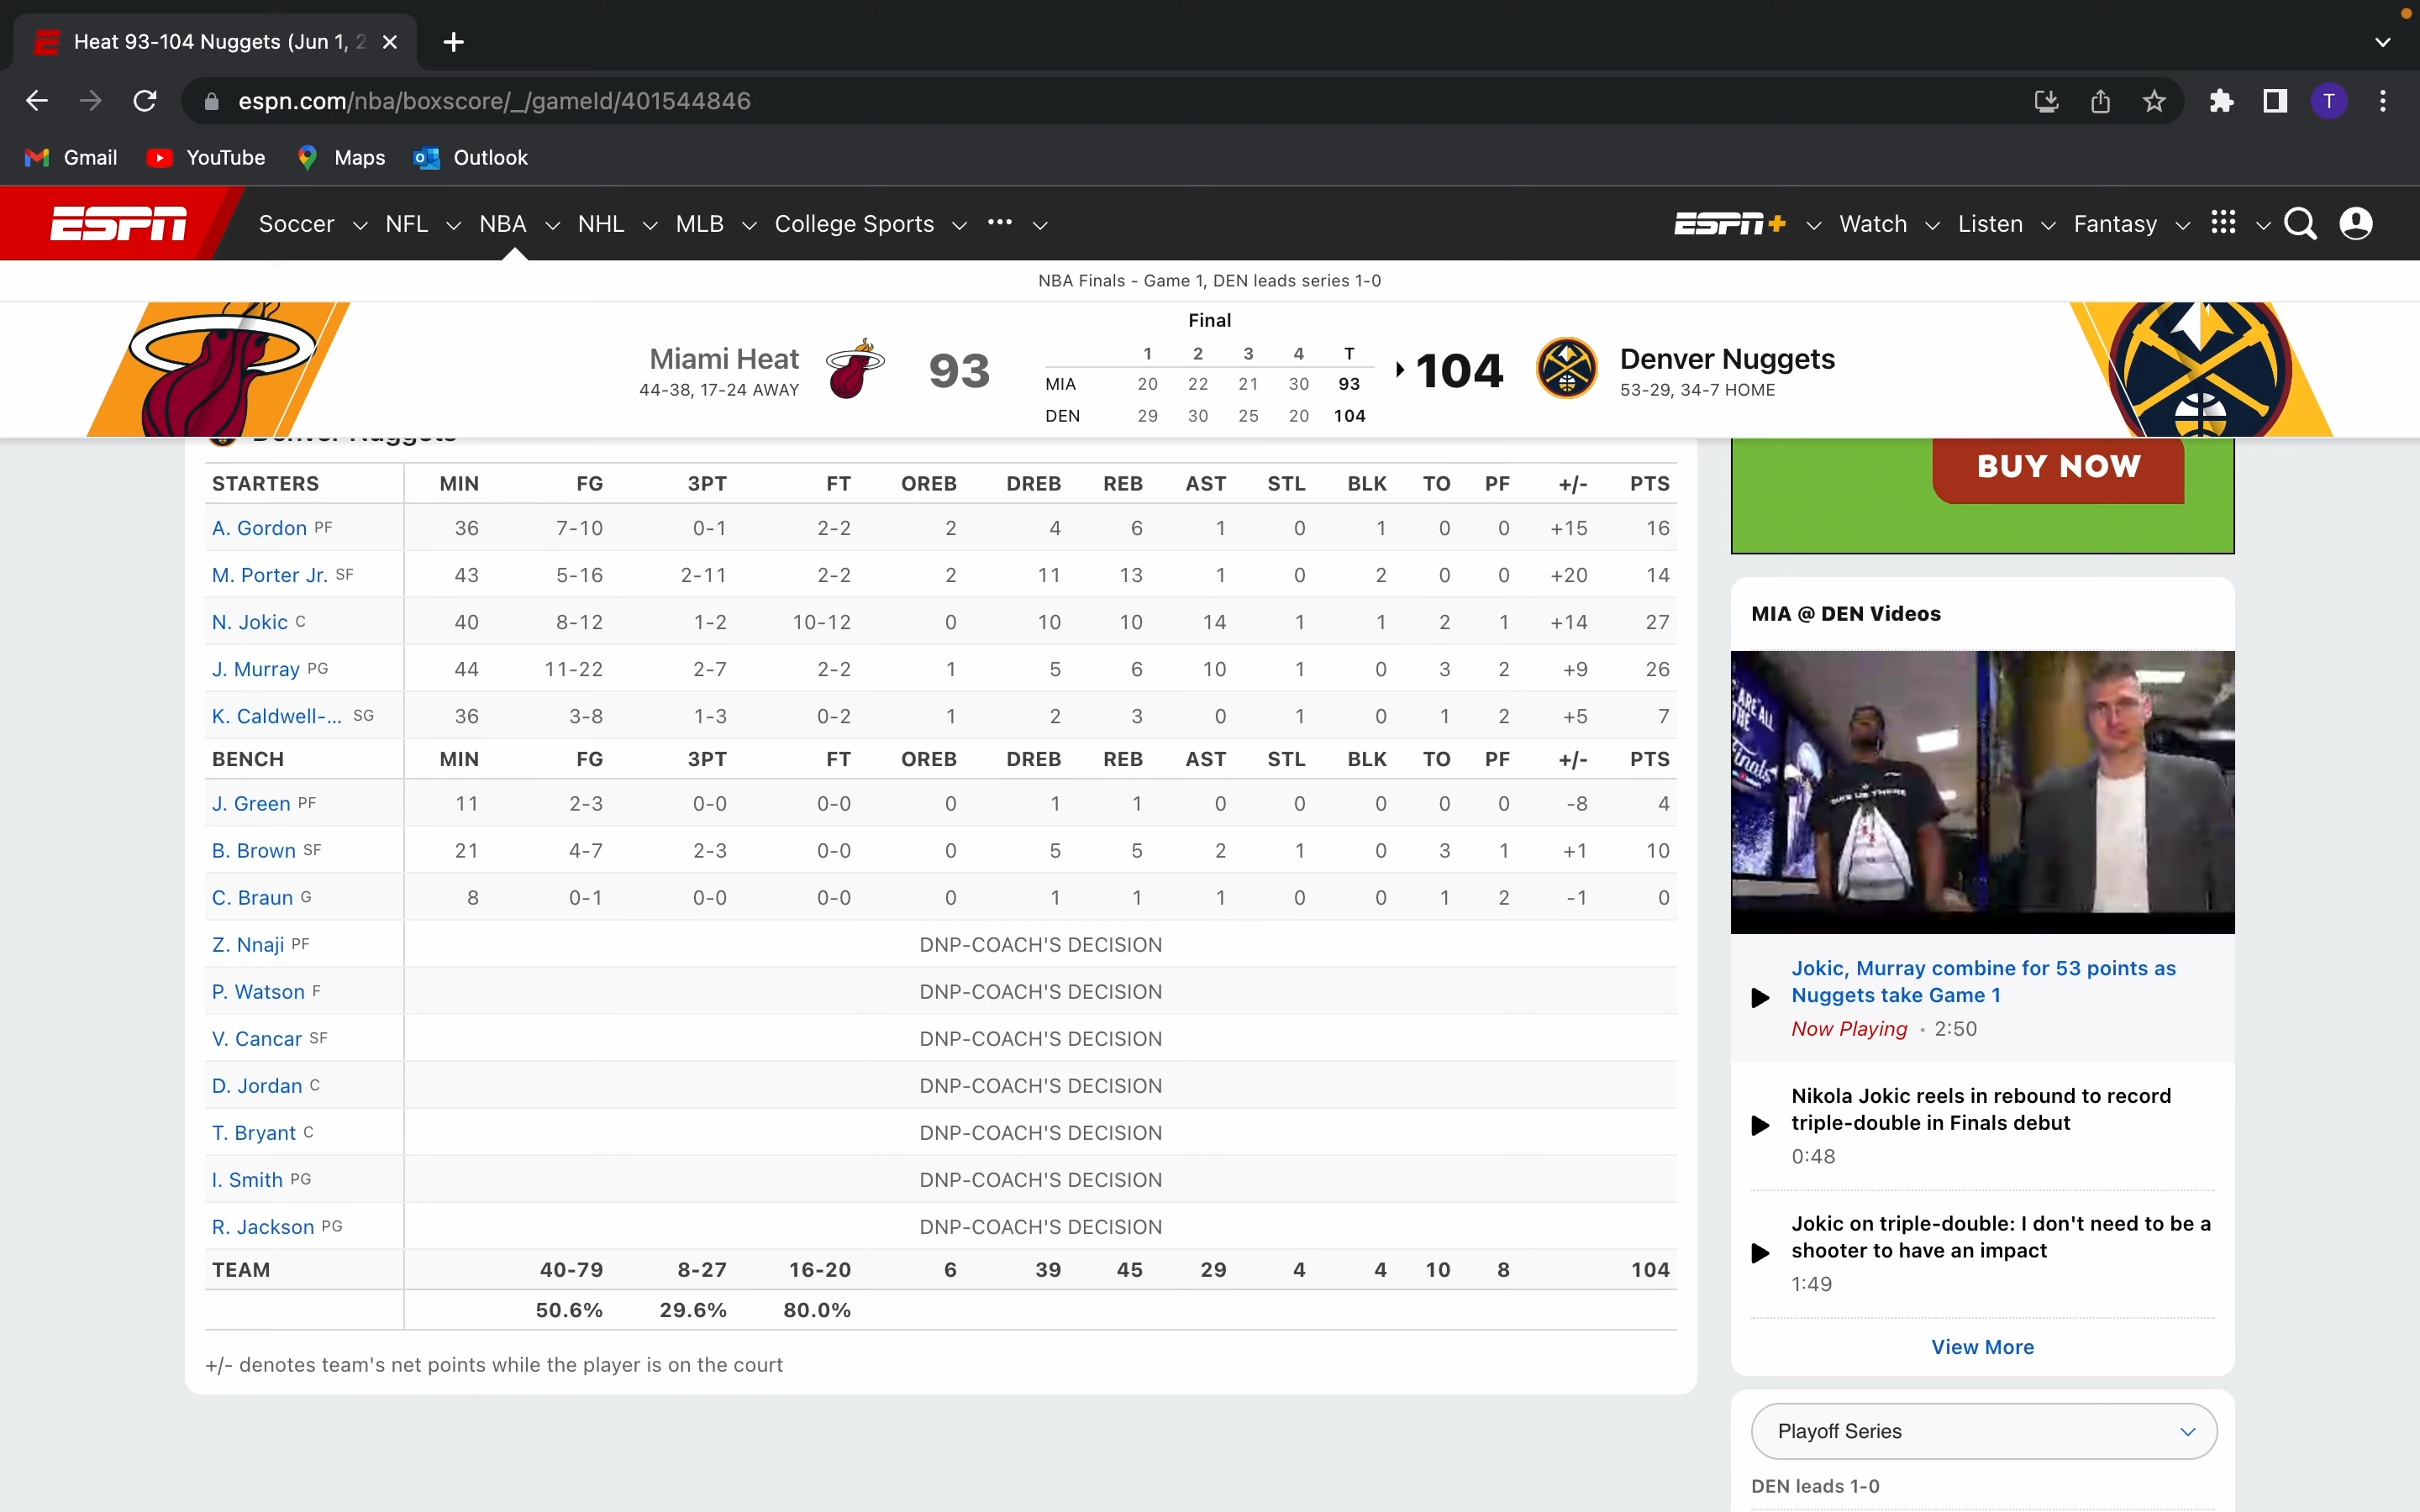 Heat 93-104 Nuggets (Jun 1, 2
espn.com/nba/boxscore/_/gameId/401544846
T
Gmail YouTube Maps Outlook
ESPN Soccer NFL NBA NHL MLB College Sports ••• ESPN+ Watch Listen Fantasy
NBA Finals - Game 1, DEN leads series 1-0
Final
Miami Heat
44-38, 17-24 AWAY
93
1 2 3 4 T
MIA 20 22 21 30 93
DEN 29 30 25 20 104
104
Denver Nuggets
53-29, 34-7 HOME
Denver Nuggets
STARTERS MIN FG 3PT FT OREB DREB REB AST STL BLK TO PF +/- PTS
A. Gordon PF 36 7-10 0-1 2-2 2 4 6 1 0 1 0 0 +15 16
M. Porter Jr. SF 43 5-16 2-11 2-2 2 11 13 1 0 2 0 0 +20 14
N. Jokic C 40 8-12 1-2 10-12 0 10 10 14 1 1 2 1 +14 27
J. Murray PG 44 11-22 2-7 2-2 1 5 6 10 1 0 3 2 +9 26
K. Caldwell-... SG 36 3-8 1-3 0-2 1 2 3 0 1 0 1 2 +5 7
BENCH MIN FG 3PT FT OREB DREB REB AST STL BLK TO PF +/- PTS
J. Green PF 11 2-3 0-0 0-0 0 1 1 0 0 0 0 0 -8 4
B. Brown SF 21 4-7 2-3 0-0 0 5 5 2 1 0 3 1 +1 10
C. Braun G 8 0-1 0-0 0-0 0 1 1 1 0 0 1 2 -1 0
Z. Nnaji PF DNP-COACH'S DECISION
P. Watson F DNP-COACH'S DECISION
V. Cancar SF DNP-COACH'S DECISION
D. Jordan C DNP-COACH'S DECISION
T. Bryant C DNP-COACH'S DECISION
I. Smith PG DNP-COACH'S DECISION
R. Jackson PG DNP-COACH'S DECISION
TEAM 40-79 8-27 16-20 6 39 45 29 4 4 10 8 104
50.6% 29.6% 80.0%
+/- denotes team's net points while the player is on the court
BUY NOW
MIA @ DEN Videos
ARE ALL
THE
Finals
Jokic, Murray combine for 53 points as
Nuggets take Game 1
Now Playing · 2:50
Nikola Jokic reels in rebound to record
triple-double in Finals debut
0:48
Jokic on triple-double: I don't need to be a
shooter to have an impact
1:49
View More
Playoff Series
DEN leads 1-0